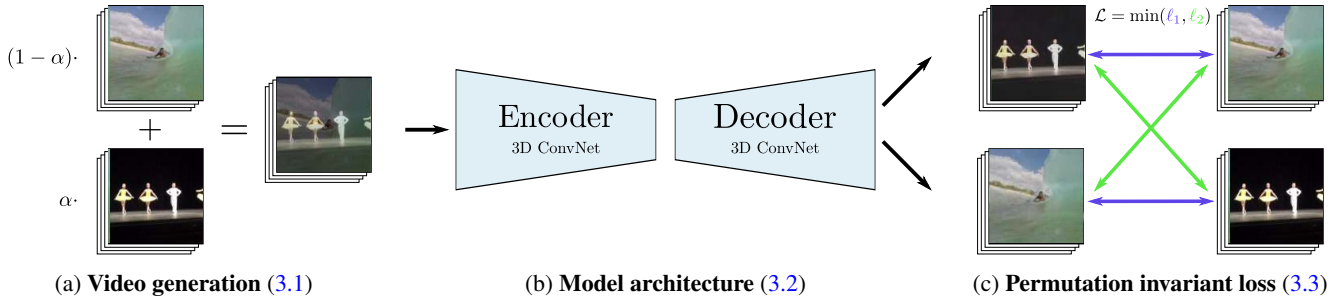 (1 − α)·
+
=
α·
Encoder
3D ConvNet
Decoder
3D ConvNet
ℒ = min(ℓ₁, ℓ₂)
(a) Video generation (3.1)
(b) Model architecture (3.2)
(c) Permutation invariant loss (3.3)